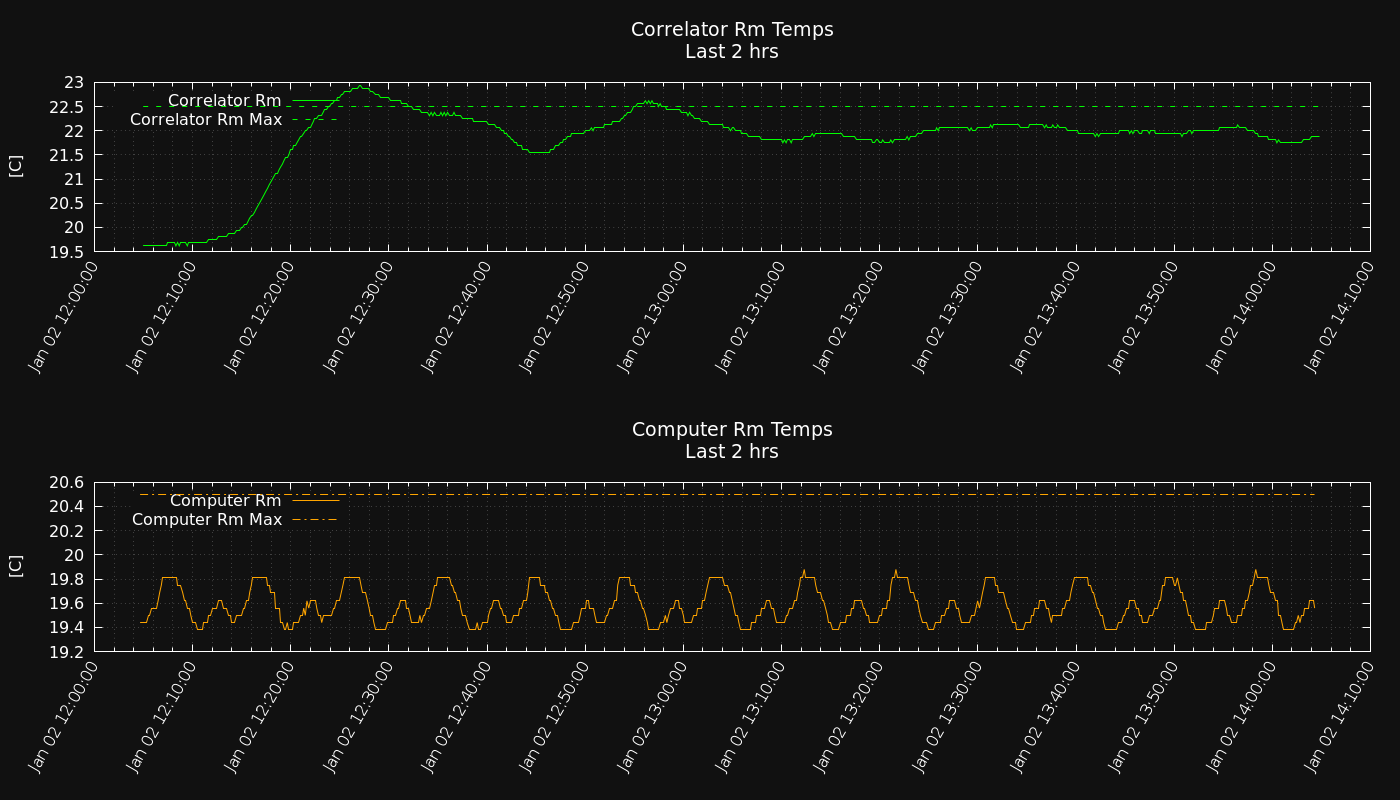 Correlator Rm Temps
Last 2 hrs
23
22.5
22
21.5
21
20.5
20
19.5
[C]
Correlator Rm
Correlator Rm Max
Jan 02 12:00:00
Jan 02 12:10:00
Jan 02 12:20:00
Jan 02 12:30:00
Jan 02 12:40:00
Jan 02 12:50:00
Jan 02 13:00:00
Jan 02 13:10:00
Jan 02 13:20:00
Jan 02 13:30:00
Jan 02 13:40:00
Jan 02 13:50:00
Jan 02 14:00:00
Jan 02 14:10:00
Computer Rm Temps
Last 2 hrs
20.6
20.4
20.2
20
19.8
19.6
19.4
19.2
[C]
Computer Rm
Computer Rm Max
Jan 02 12:00:00
Jan 02 12:10:00
Jan 02 12:20:00
Jan 02 12:30:00
Jan 02 12:40:00
Jan 02 12:50:00
Jan 02 13:00:00
Jan 02 13:10:00
Jan 02 13:20:00
Jan 02 13:30:00
Jan 02 13:40:00
Jan 02 13:50:00
Jan 02 14:00:00
Jan 02 14:10:00